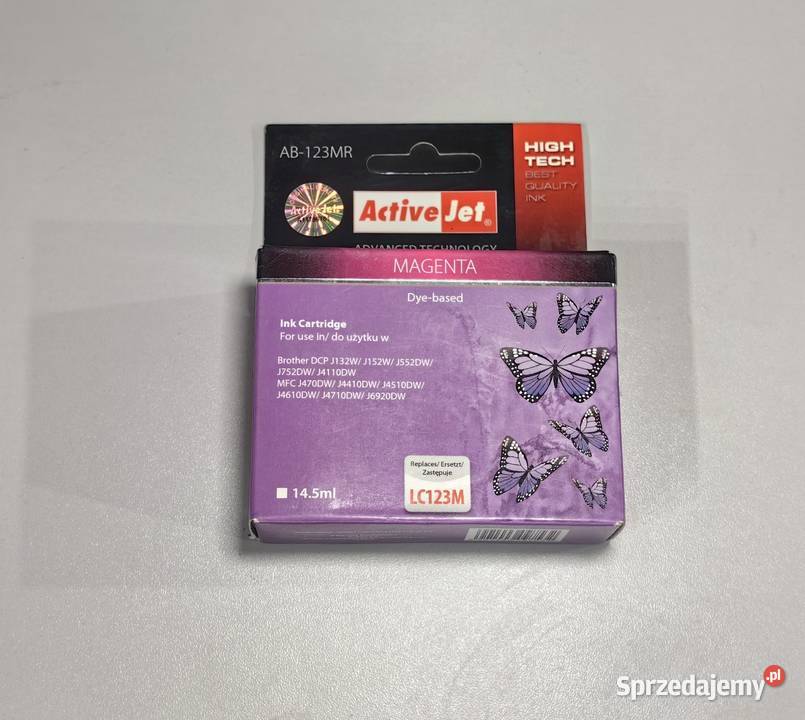 AB-123MR
HIGH
TECH
BEST
QUALITY
INK
ActiveJet
ActiveJet®
ADVANCED TECHNOLOGY
MAGENTA
Dye-based
Ink Cartridge
For use in/ do użytku w
Brother DCP J132W/ J152W/ J552DW/
J752DW/ J4110DW
MFC J470DW/ J4410DW/ J4510DW/
J4610DW/ J4710DW/ J6920DW
Replaces/ Ersetzt/
Zastępuje
LC123M
14.5ml
Sprzedajemy.pl